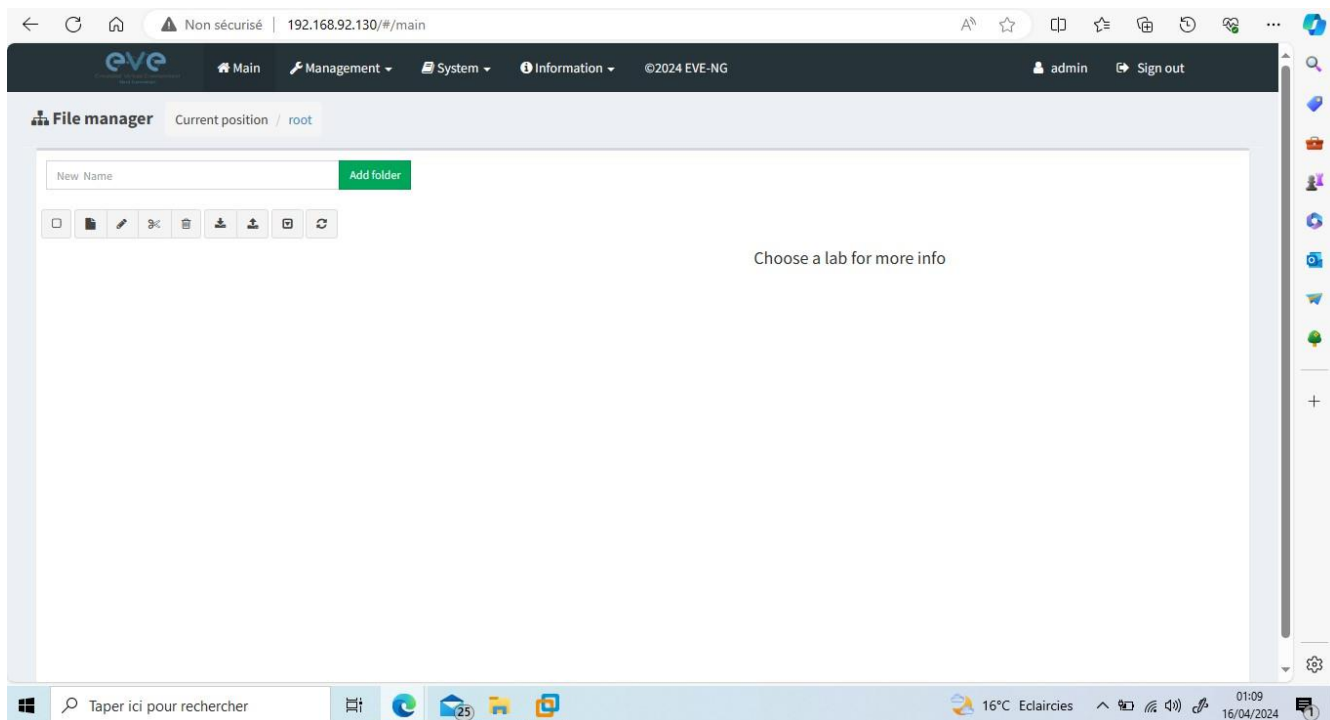 Non sécurisé | 192.168.92.130/#/main
eve
Main Management System Information ©2024 EVE-NG admin Sign out
File manager Current position / root
New Name Add folder
Choose a lab for more info
Taper ici pour rechercher 25 16°C Eclaircies 01:09
16/04/2024 1